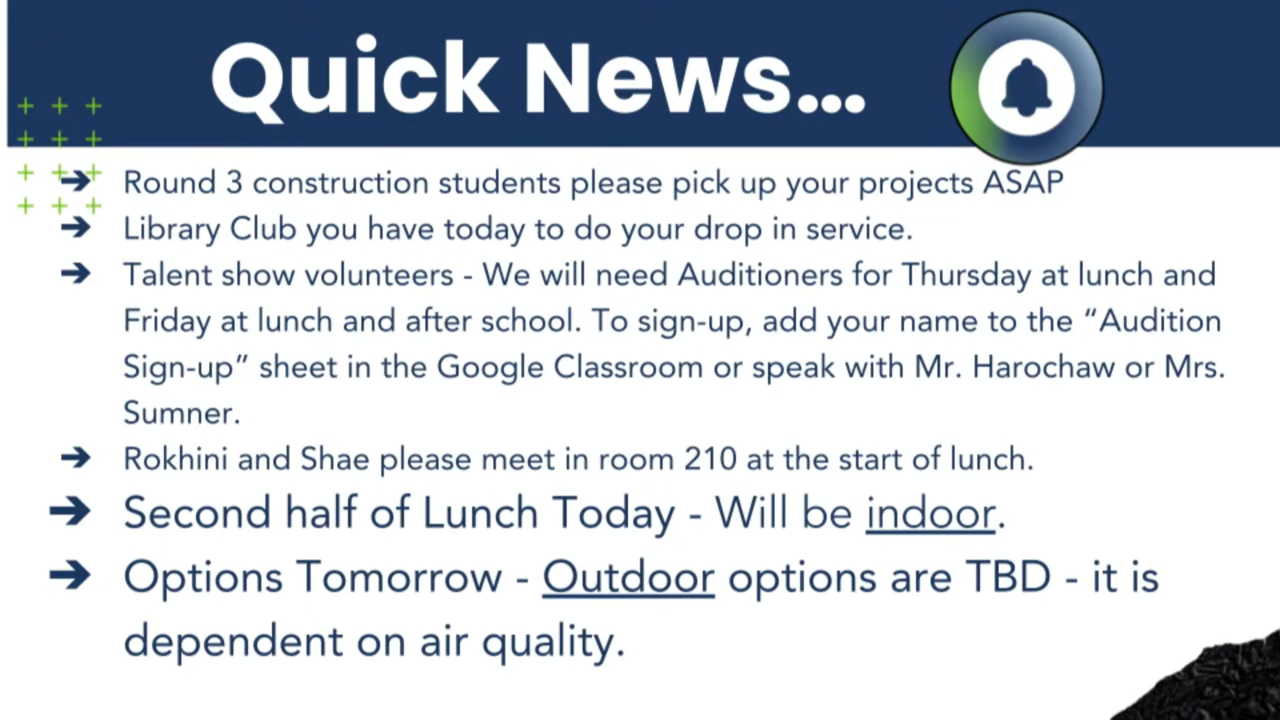 Quick News...
➔ Round 3 construction students please pick up your projects ASAP
➔ Library Club you have today to do your drop in service.
➔ Talent show volunteers - We will need Auditioners for Thursday at lunch and
Friday at lunch and after school. To sign-up, add your name to the “Audition
Sign-up” sheet in the Google Classroom or speak with Mr. Harochaw or Mrs.
Sumner.
➔ Rokhini and Shae please meet in room 210 at the start of lunch.
➔ Second half of Lunch Today - Will be indoor.
➔ Options Tomorrow - Outdoor options are TBD - it is
dependent on air quality.